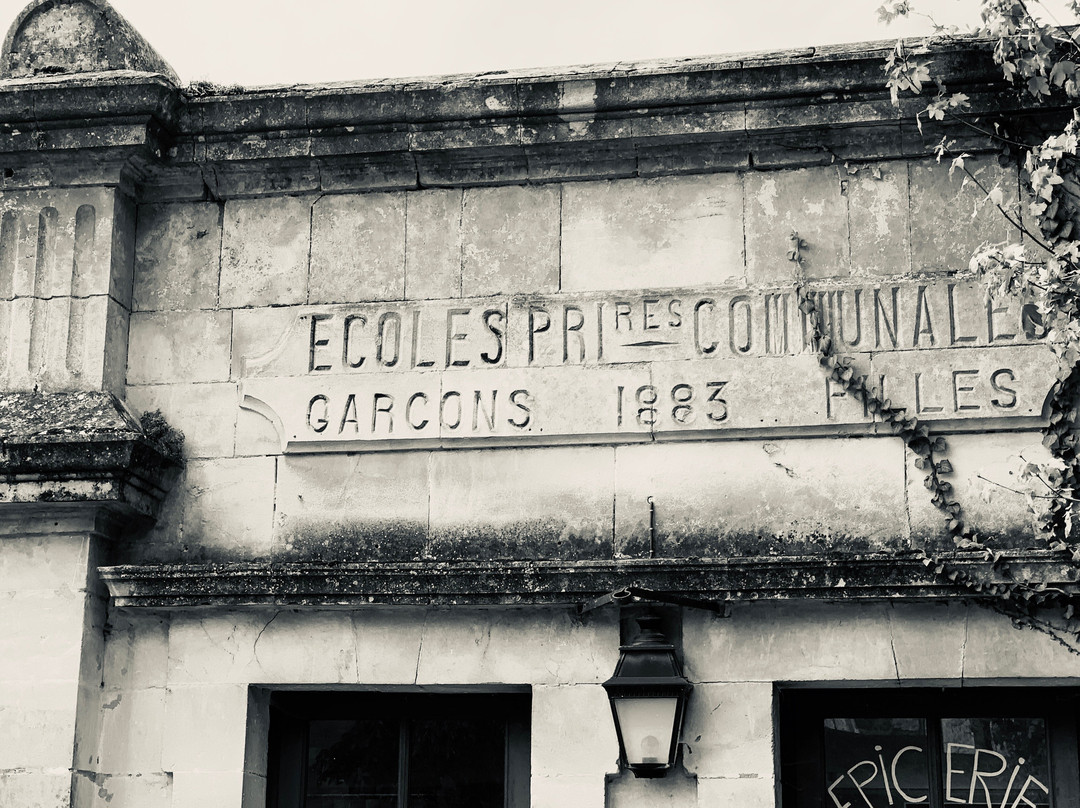 ECOLES PRIRES COMMUNALES
GARCONS 1883 FILLES
EPICERIE